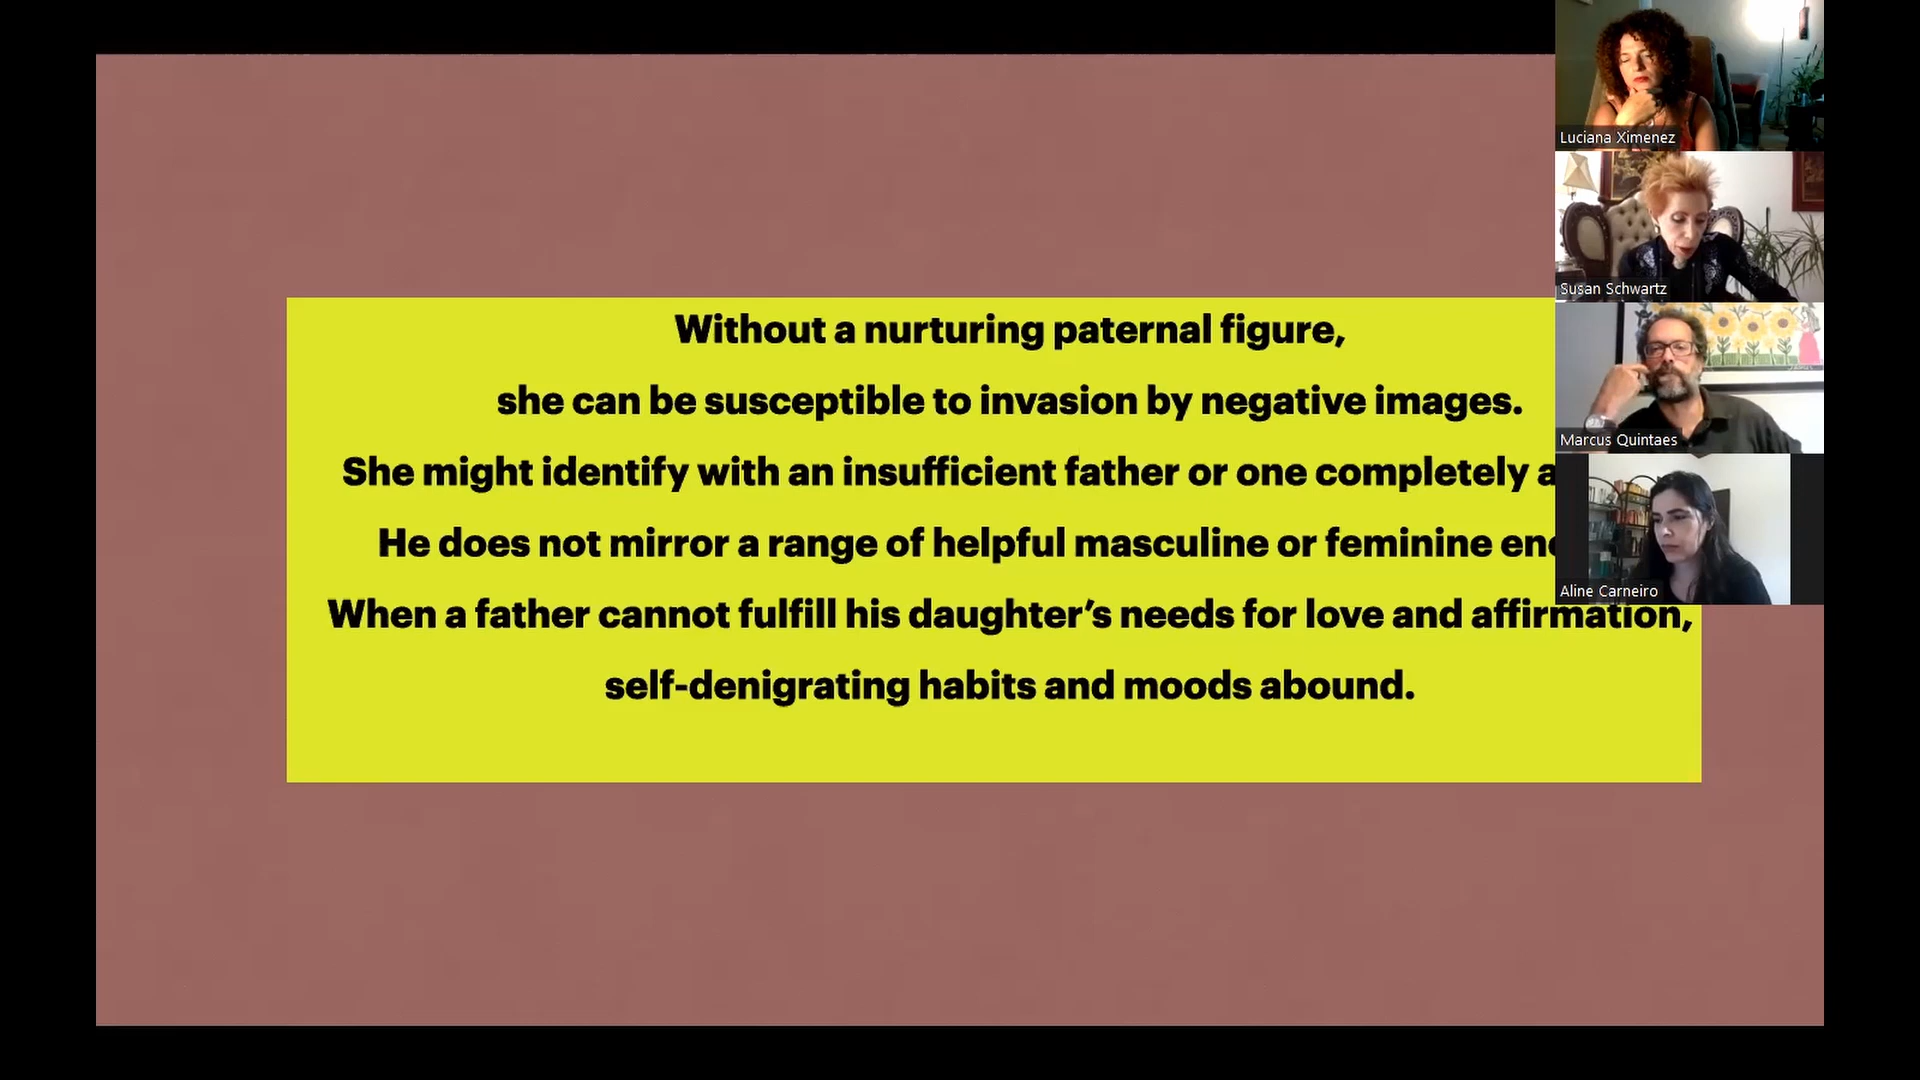 Without a nurturing paternal figure,
she can be susceptible to invasion by negative images.
She might identify with an insufficient father or one completely
He does not mirror a range of helpful masculine or feminine
When a father cannot fulfill his daughter’s needs for love and affirmation,
self-denigrating habits and moods abound.
Luciana Ximenez
Susan Schwartz
Marcus Quintaes
Aline Carneiro